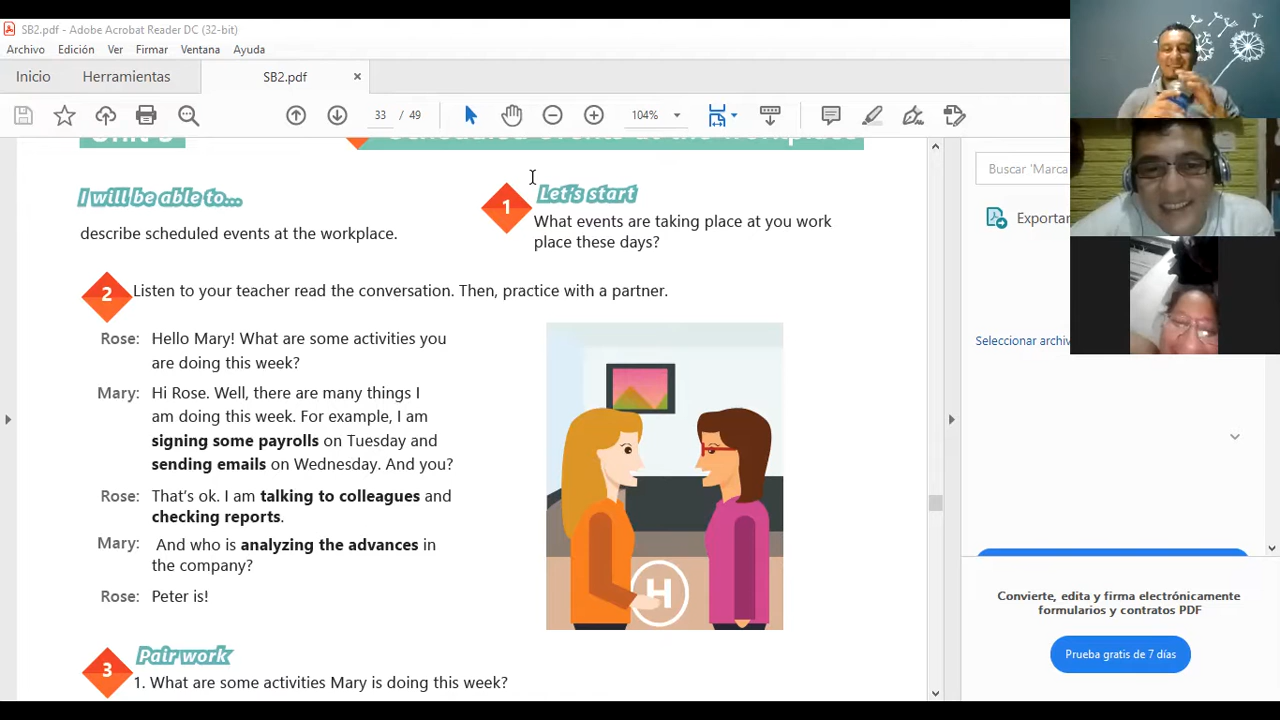 SB2.pdf - Adobe Acrobat Reader DC (32-bit)
Archivo Edición Ver Firmar Ventana Ayuda
Inicio Herramientas SB2.pdf ×
33 / 49 104%
I will be able to...
describe scheduled events at the workplace.
1 Let's start
What events are taking place at you work
place these days?
2 Listen to your teacher read the conversation. Then, practice with a partner.
Rose: Hello Mary! What are some activities you
are doing this week?
Mary: Hi Rose. Well, there are many things I
am doing this week. For example, I am
signing some payrolls on Tuesday and
sending emails on Wednesday. And you?
Rose: That's ok. I am talking to colleagues and
checking reports.
Mary: And who is analyzing the advances in
the company?
Rose: Peter is!
H
3 Pair work
1. What are some activities Mary is doing this week?
Buscar 'Marca
Exportar
Seleccionar archiv
Convierte, edita y firma electrónicamente
formularios y contratos PDF
Prueba gratis de 7 días